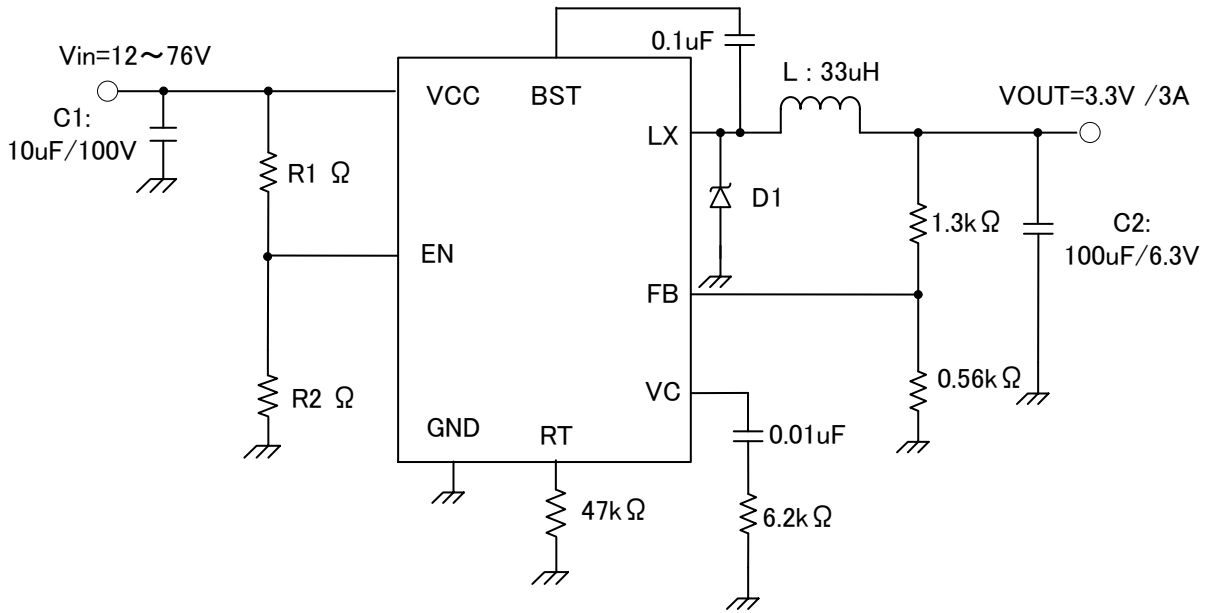 Vin=12～76V
C1:
10uF/100V
R1 Ω
R2 Ω
VCC
BST
LX
EN
FB
VC
GND
RT
0.1uF
L : 33uH
VOUT=3.3V /3A
D1
1.3kΩ
C2:
100uF/6.3V
0.56kΩ
0.01uF
6.2kΩ
47kΩ